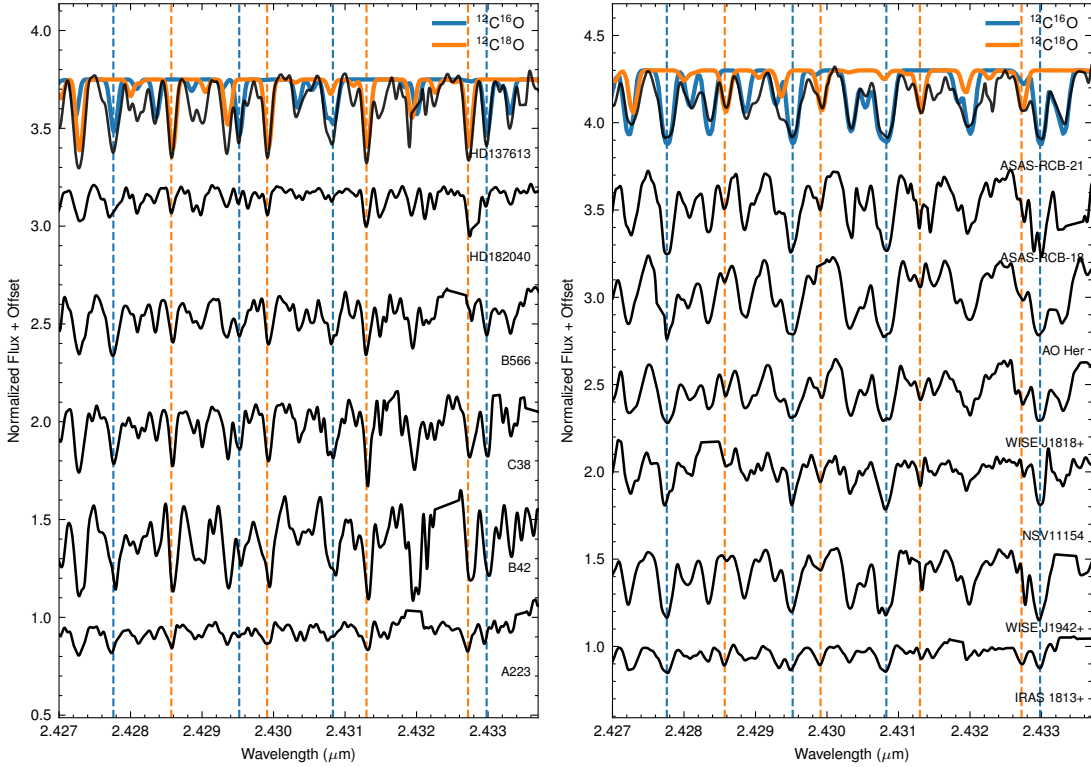 12C16O
12C18O
4.0
3.5
3.0
2.5
2.0
1.5
1.0
0.5
Normalized Flux + Offset
HD137613
HD182040
B566
C38
B42
A223
2.427 2.428 2.429 2.430 2.431 2.432 2.433
Wavelength (μm)
12C16O
12C18O
4.5
4.0
3.5
3.0
2.5
2.0
1.5
1.0
Normalized Flux + Offset
ASAS-RCB-21
ASAS-RCB-18
AO Her
WISE J1818+
NSV11154
WISE J1942+
IRAS 1813+
2.427 2.428 2.429 2.430 2.431 2.432 2.433
Wavelength (μm)